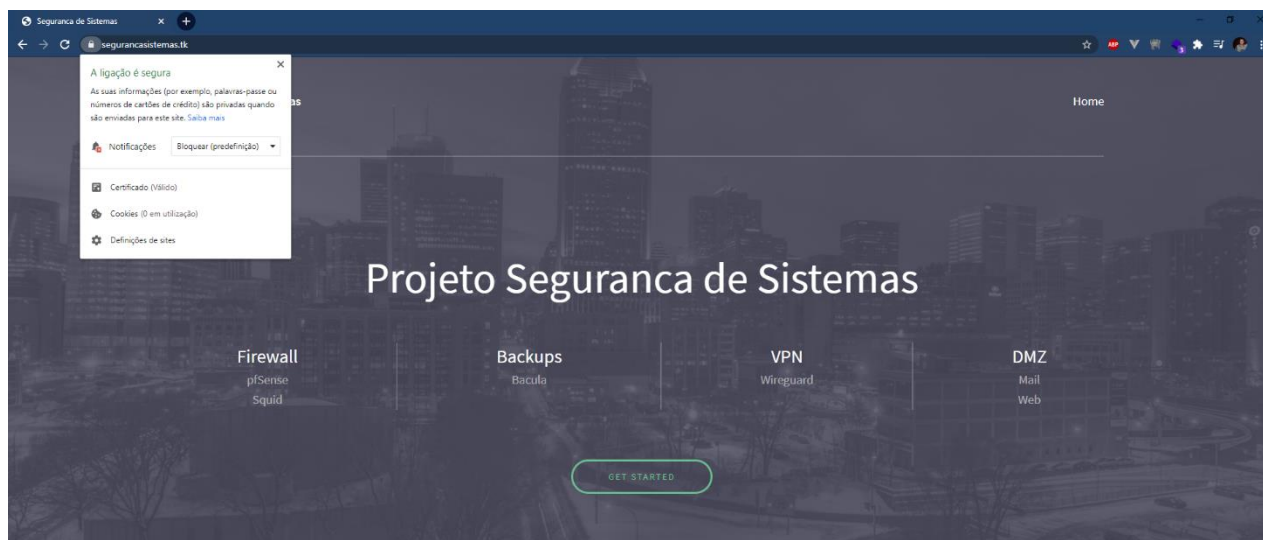 Seguranca de Sistemas
segurancasistemas.tk
ABP
3
A ligação é segura
As suas informações (por exemplo, palavras-passe ou
números de cartões de crédito) são privadas quando
são enviadas para este site. Saiba mais
Notificações
Bloquear (predefinição)
Certificado (Válido)
Cookies (0 em utilização)
Definições de sites
as
Home
Projeto Seguranca de Sistemas
Firewall
pfSense
Squid
Backups
Bacula
VPN
Wireguard
DMZ
Mail
Web
GET STARTED